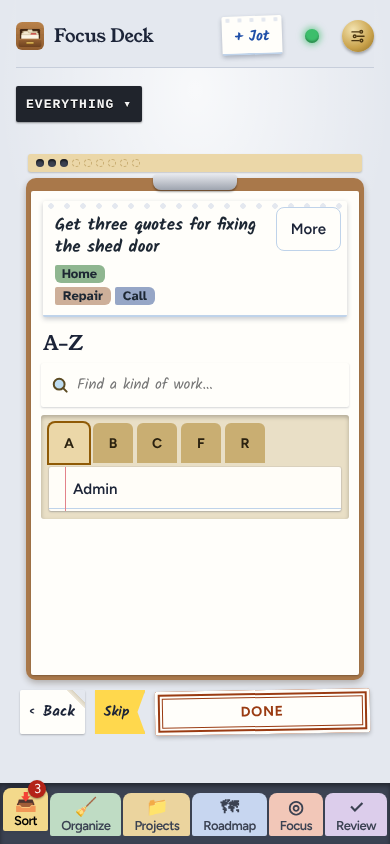 Focus Deck
+ Jot
EVERYTHING ▾
Get three quotes for fixing
the shed door
More
Home
Repair
Call
A–Z
Find a kind of work...
A
B
C
F
R
Admin
‹ Back
Skip
DONE
3
Sort
Organize
Projects
Roadmap
Focus
Review